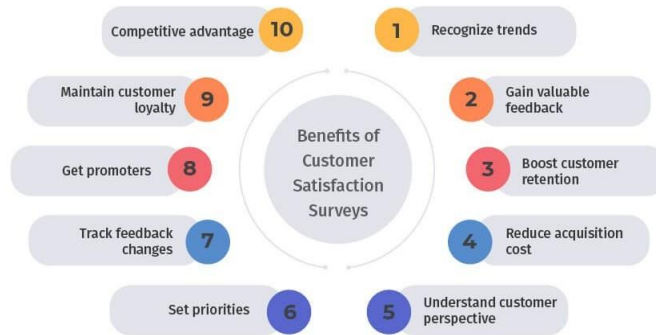 Benefits of
Customer
Satisfaction
Surveys
1
Recognize trends
2
Gain valuable
feedback
3
Boost customer
retention
4
Reduce acquisition
cost
5
Understand customer
perspective
6
Set priorities
7
Track feedback
changes
8
Get promoters
9
Maintain customer
loyalty
10
Competitive advantage